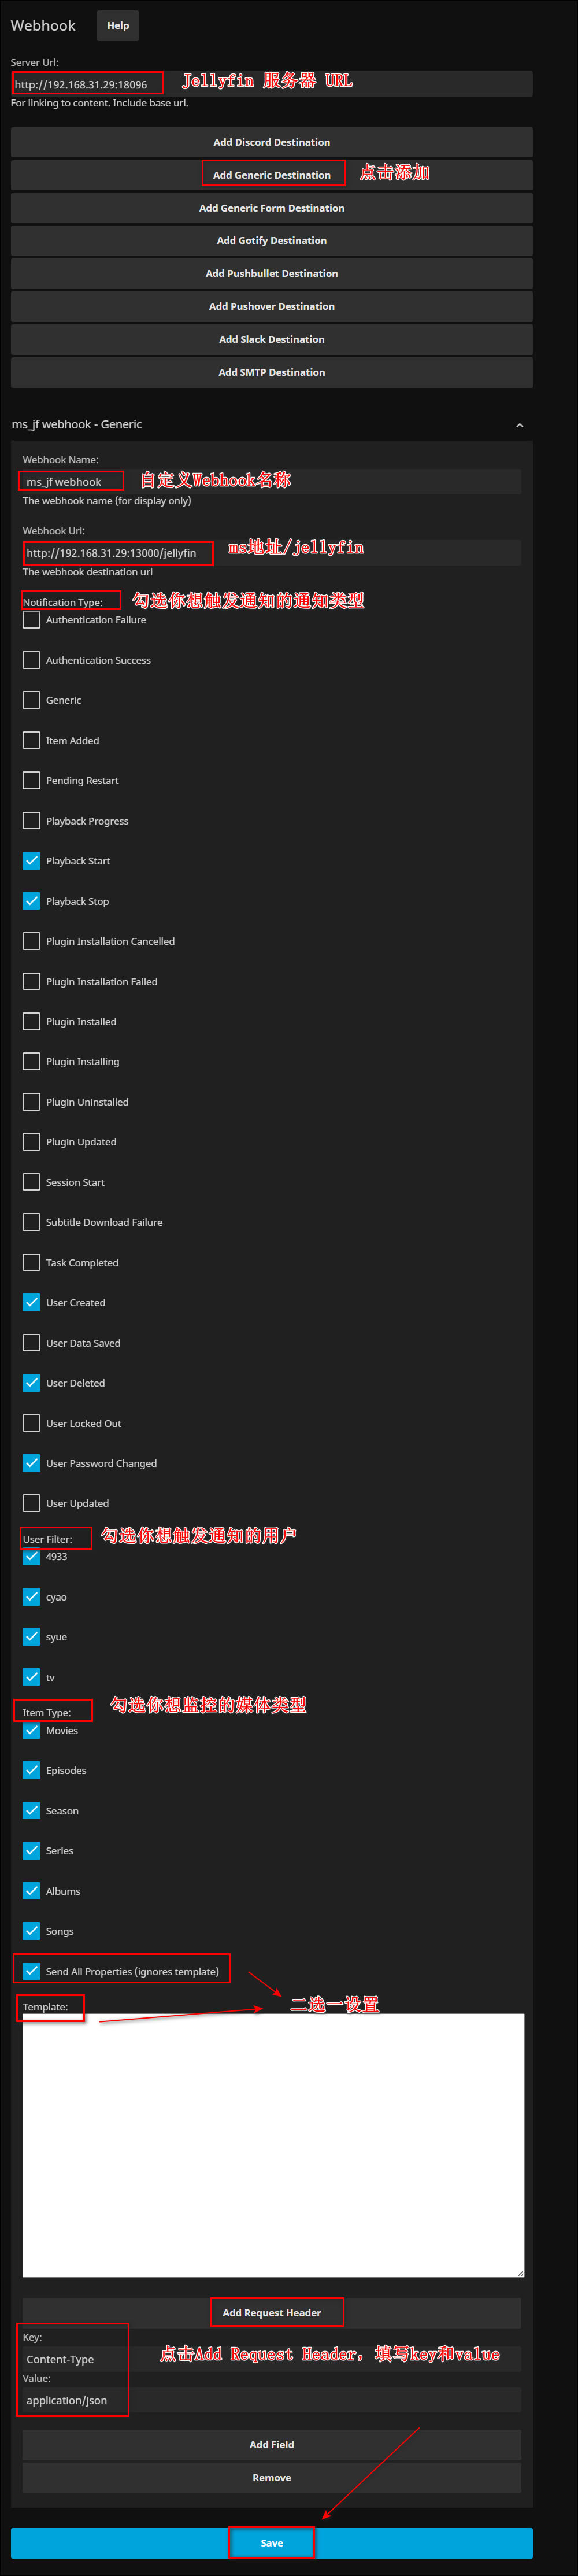 Webhook
Help
Server Url:
http://192.168.31.29:18096
Jellyfin 服务器 URL
For linking to content. Include base url.
Add Discord Destination
Add Generic Destination
点击添加
Add Generic Form Destination
Add Gotify Destination
Add Pushbullet Destination
Add Pushover Destination
Add Slack Destination
Add SMTP Destination
ms_jf webhook - Generic
Webhook Name:
ms_jf webhook
自定义Webhook名称
The webhook name (for display only)
Webhook Url:
http://192.168.31.29:13000/jellyfin
ms地址/jellyfin
The webhook destination url
Notification Type:
勾选你想触发通知的通知类型
Authentication Failure
Authentication Success
Generic
Item Added
Pending Restart
Playback Progress
Playback Start
Playback Stop
Plugin Installation Cancelled
Plugin Installation Failed
Plugin Installed
Plugin Installing
Plugin Uninstalled
Plugin Updated
Session Start
Subtitle Download Failure
Task Completed
User Created
User Data Saved
User Deleted
User Locked Out
User Password Changed
User Updated
User Filter:
勾选你想触发通知的用户
4933
cyao
syue
tv
Item Type:
勾选你想监控的媒体类型
Movies
Episodes
Season
Series
Albums
Songs
Send All Properties (ignores template)
Template:
二选一设置
Add Request Header
Key:
Content-Type
点击Add Request Header, 填写key和value
Value:
application/json
Add Field
Remove
Save